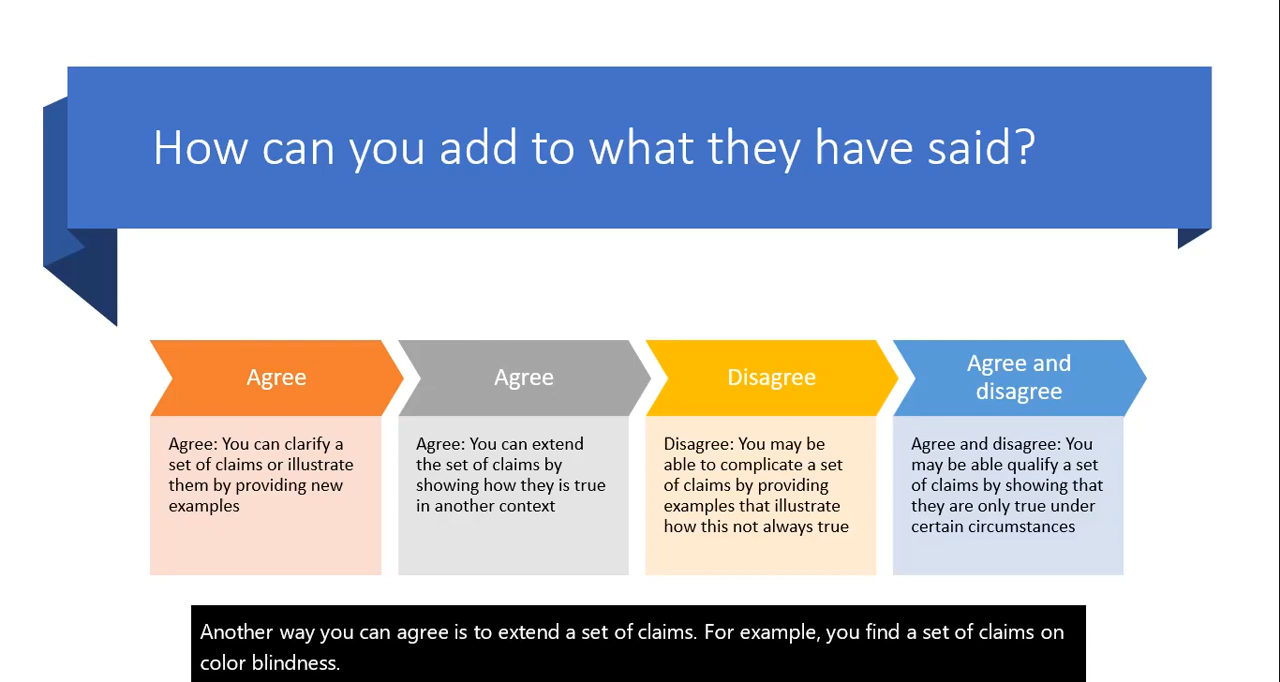 How can you add to what they have said?
Agree
Agree: You can clarify a
set of claims or illustrate
them by providing new
examples
Agree
Agree: You can extend
the set of claims by
showing how they is true
in another context
Disagree
Disagree: You may be
able to complicate a set
of claims by providing
examples that illustrate
how this not always true
Agree and
disagree
Agree and disagree: You
may be able qualify a set
of claims by showing that
they are only true under
certain circumstances
Another way you can agree is to extend a set of claims. For example, you find a set of claims on
color blindness.